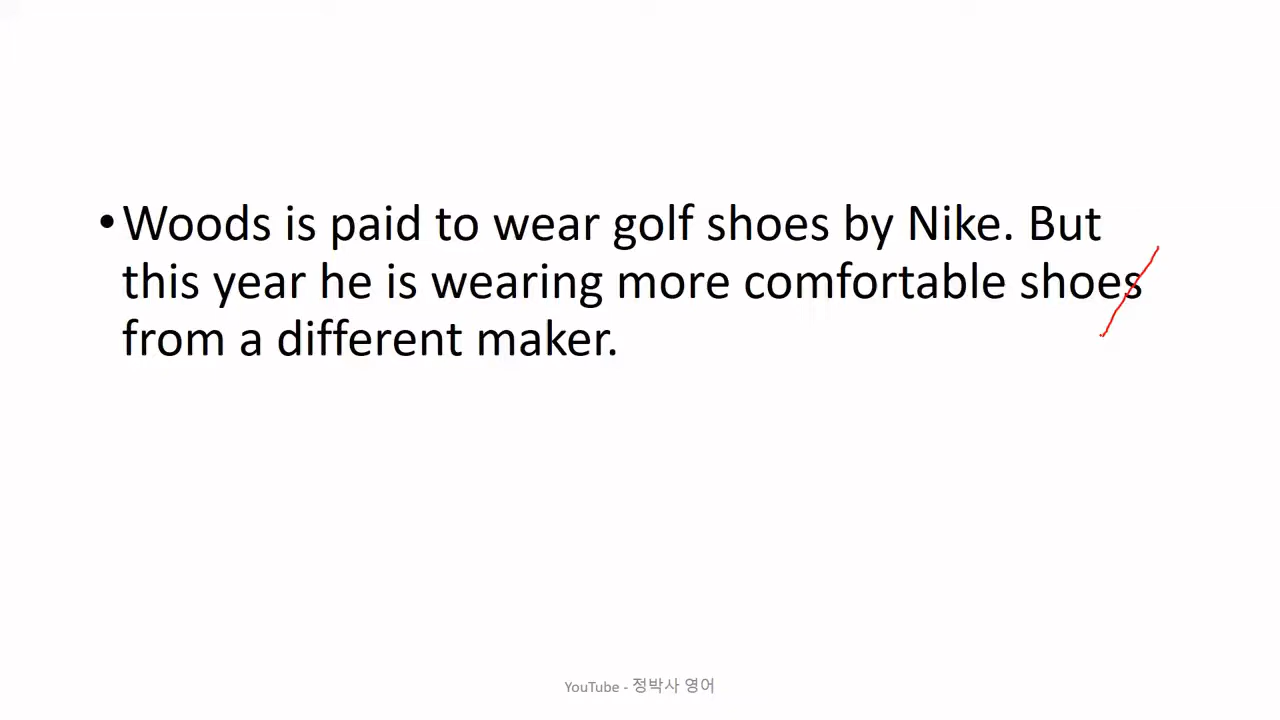 •Woods is paid to wear golf shoes by Nike. But
this year he is wearing more comfortable shoes
from a different maker.
YouTube - 정박사 영어